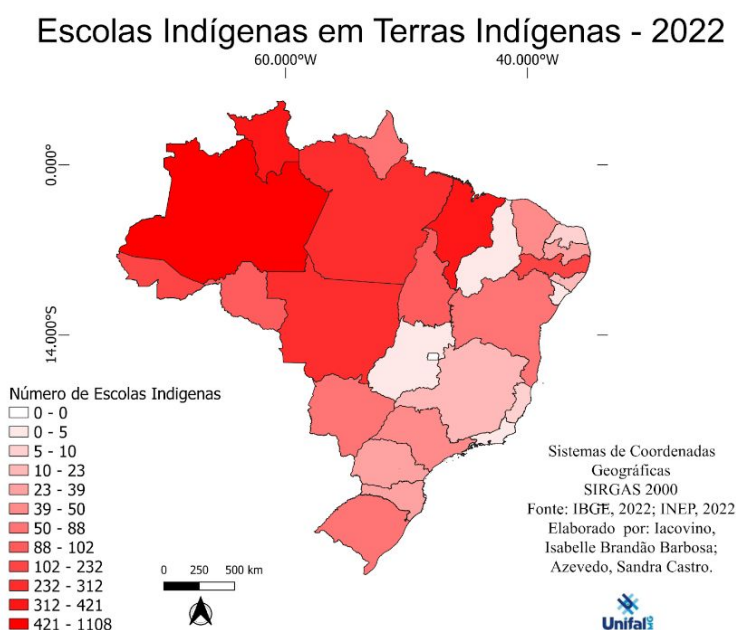 Escolas Indígenas em Terras Indígenas - 2022
60.000°W
40.000°W
0.000°
14.000°S
Número de Escolas Indigenas
0 - 0
0 - 5
5 - 10
10 - 23
23 - 39
39 - 50
50 - 88
88 - 102
102 - 232
232 - 312
312 - 421
421 - 1108
0 250 500 km
Sistemas de Coordenadas
Geográficas
SIRGAS 2000
Fonte: IBGE, 2022; INEP, 2022
Elaborado por: Iacovino,
Isabelle Brandão Barbosa;
Azevedo, Sandra Castro.
Unifal MG